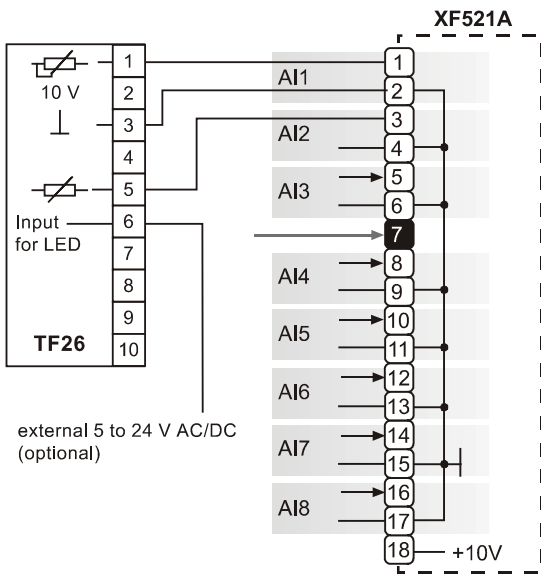 XF521A
10 V
1
2
3
4
5
6
7
8
9
10
Input
for LED
TF26
external 5 to 24 V AC/DC
(optional)
AI1
AI2
AI3
AI4
AI5
AI6
AI7
AI8
1
2
3
4
5
6
7
8
9
10
11
12
13
14
15
16
17
18
+10V